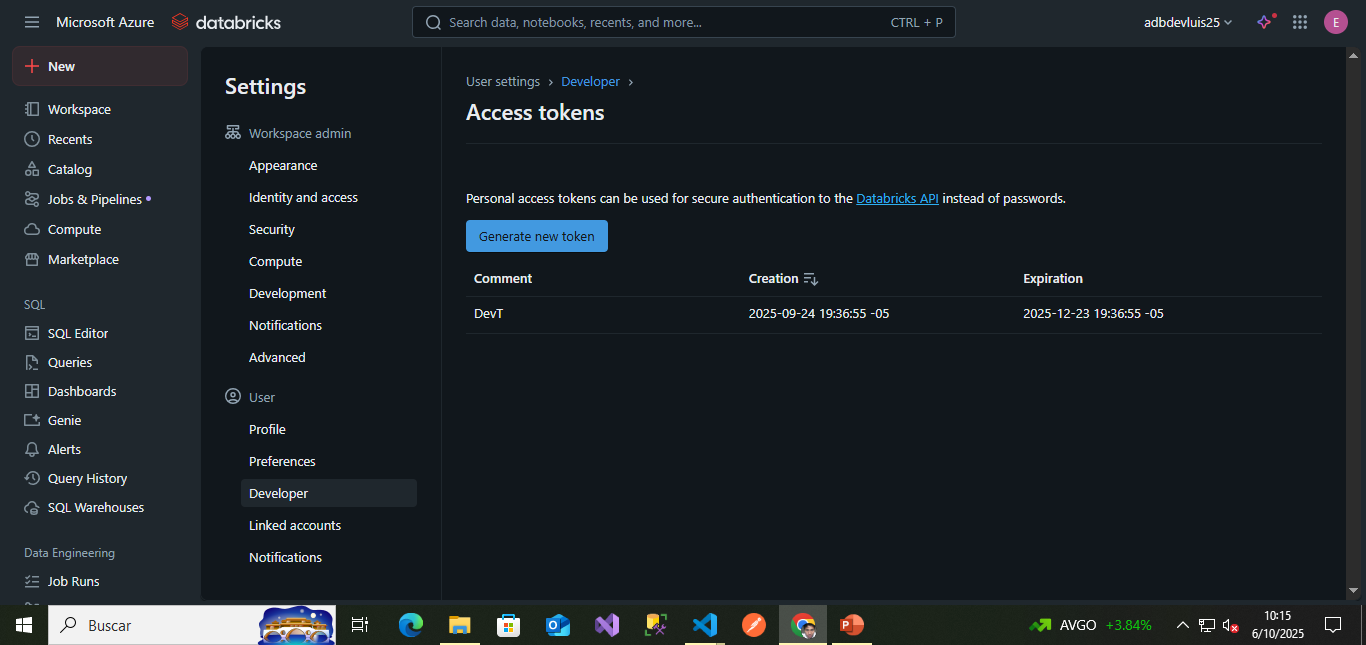 Microsoft Azure databricks Search data, notebooks, recents, and more... CTRL + P adbdevluis25 E
New
Workspace
Recents
Catalog
Jobs & Pipelines
Compute
Marketplace
SQL
SQL Editor
Queries
Dashboards
Genie
Alerts
Query History
SQL Warehouses
Data Engineering
Job Runs
Settings
Workspace admin
Appearance
Identity and access
Security
Compute
Development
Notifications
Advanced
User
Profile
Preferences
Developer
Linked accounts
Notifications
User settings › Developer ›
Access tokens
Personal access tokens can be used for secure authentication to the Databricks API instead of passwords.
Generate new token
Comment Creation Expiration
DevT 2025-09-24 19:36:55 -05 2025-12-23 19:36:55 -05
Buscar AVGO +3.84% 10:15
6/10/2025